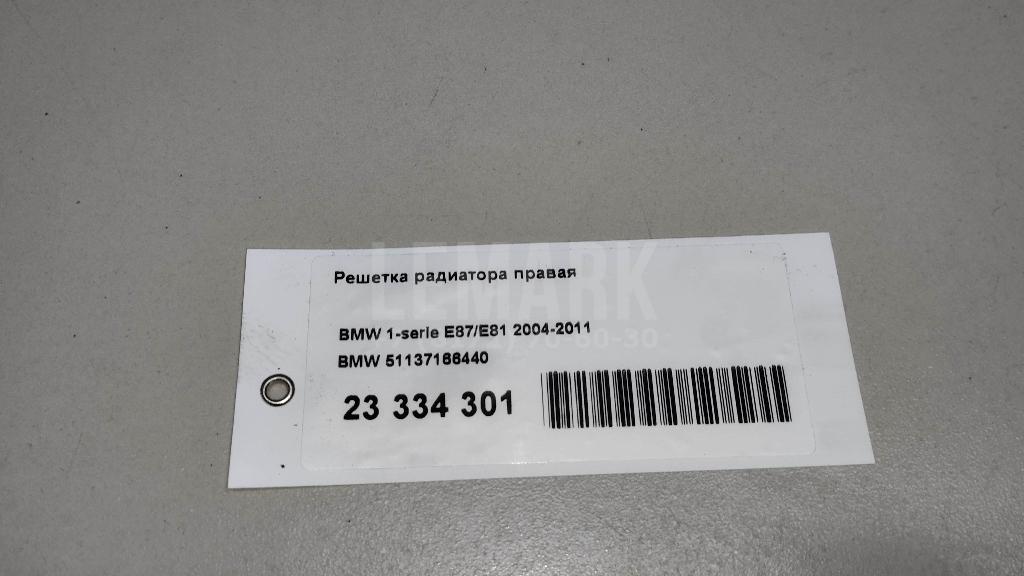 LEMARK
Решетка радиатора правая
BMW 1-serie E87/E81 2004-2011
BMW 51137166440
23 334 301